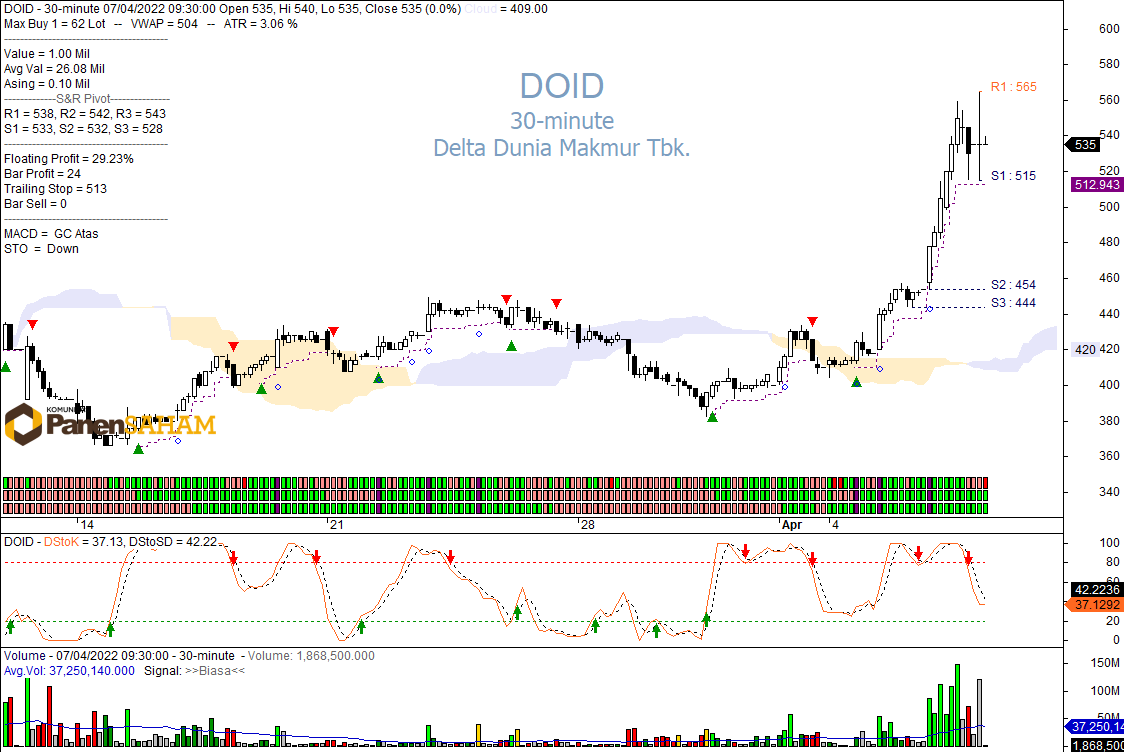 DOID - 30-minute 07/04/2022 09:30:00 Open 535, Hi 540, Lo 535, Close 535 (0.0%) Cloud = 409.00
Max Buy 1 = 62 Lot -- VWAP = 504 -- ATR = 3.06 %
Value = 1.00 Mil
Avg Val = 26.08 Mil
Asing = 0.10 Mil
-------------S&R Pivot---------------
R1 = 538, R2 = 542, R3 = 543
S1 = 533, S2 = 532, S3 = 528
Floating Profit = 29.23%
Bar Profit = 24
Trailing Stop = 513
Bar Sell = 0
MACD = GC Atas
STO = Down
DOID
30-minute
Delta Dunia Makmur Tbk.
R1 : 565
S1 : 515
S2 : 454
S3 : 444
600
580
560
540
535
520
512.943
500
480
460
440
420
420
400
380
360
340
KOMUN
PanenSAHAM
14 21 28 Apr 4
DOID - DStoK = 37.13, DStoSD = 42.22
100
80
60
42.2236
37.1292
20
0
Volume - 07/04/2022 09:30:00 - 30-minute - Volume: 1,868,500.000
Avg.Vol: 37,250,140.000 Signal: >>Biasa<<
150M
100M
50M
37,250,14
1,868,500